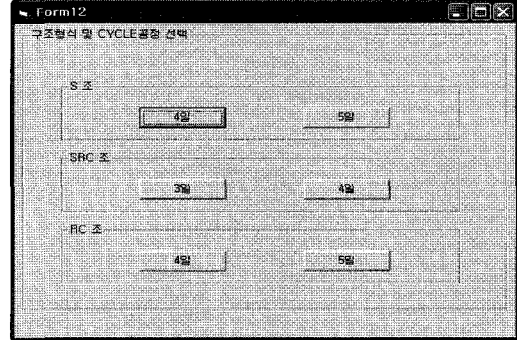 Form12
구조형식 및 CYCLE공정 선택
S 조
4일
5일
SRC 조
3일
4일
RC 조
4일
5일